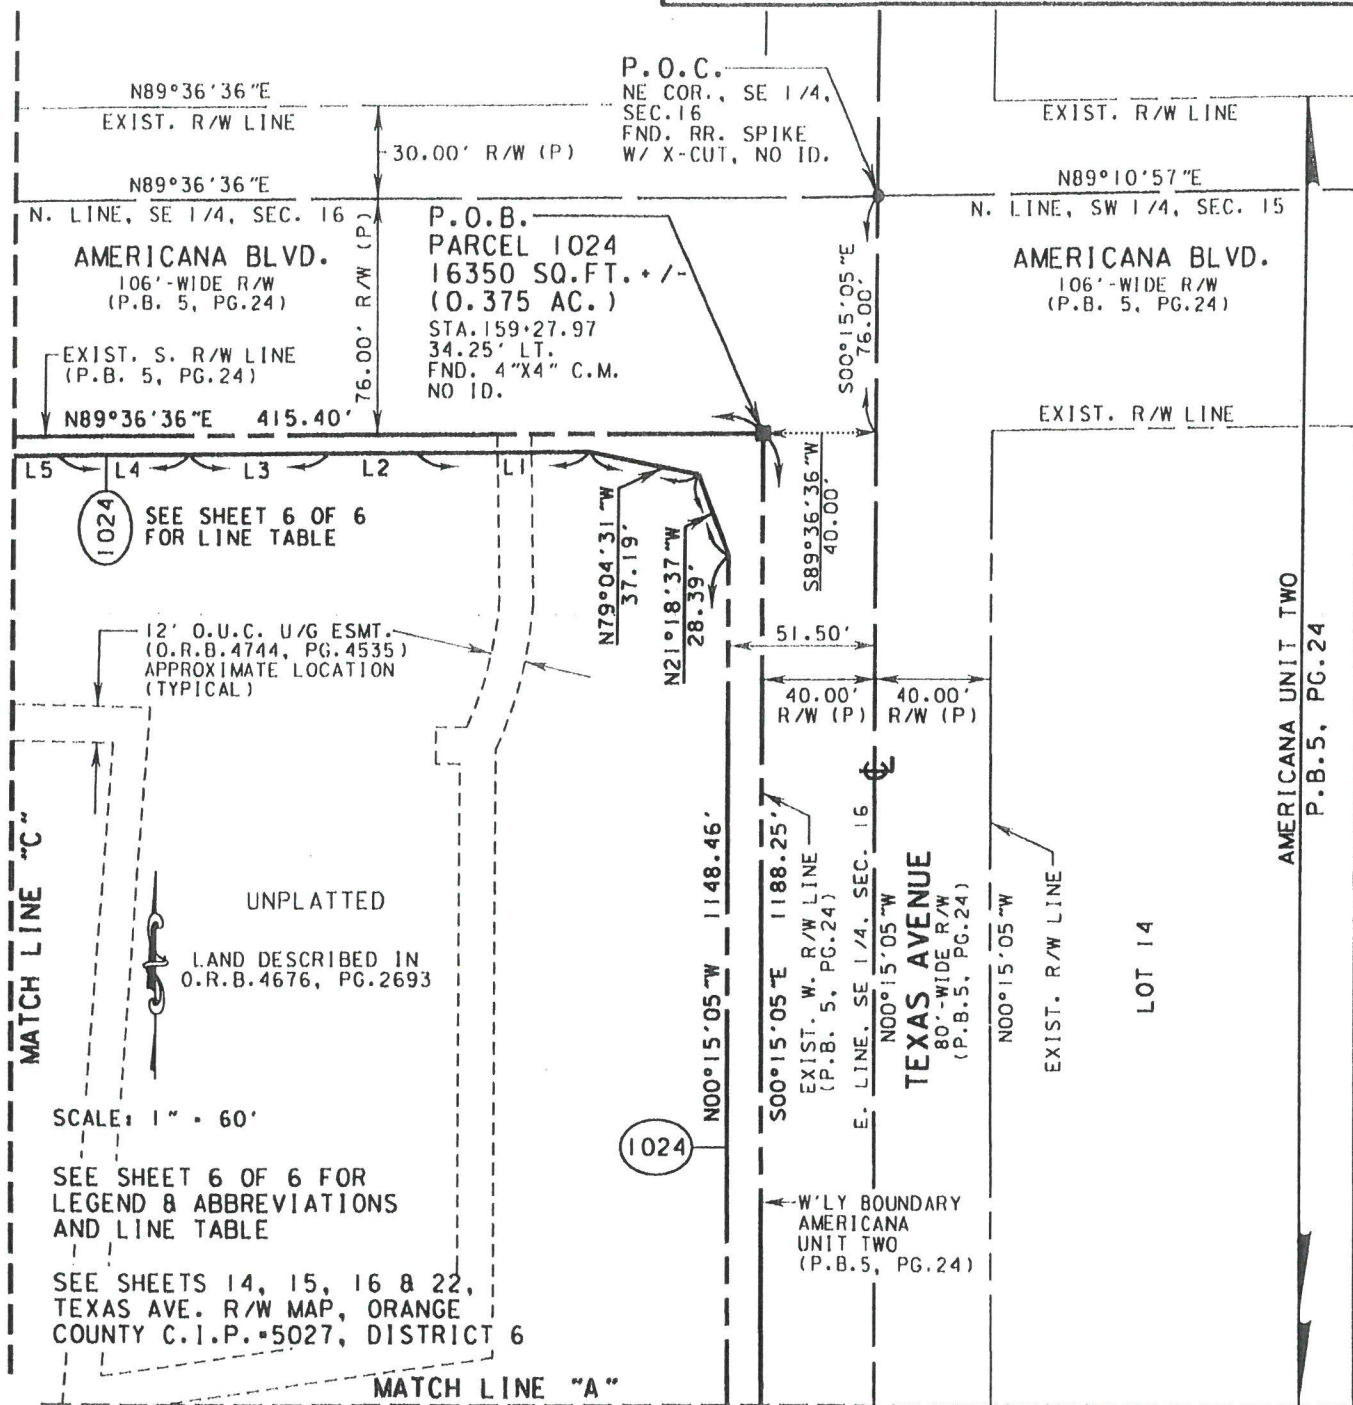 P.O.C.
NE COR., SE 1/4,
SEC.16
FND. RR. SPIKE
W/ X-CUT, NO ID.
N89°36'36"E
EXIST. R/W LINE
30.00' R/W (P)
EXIST. R/W LINE
N89°36'36"E
N. LINE, SE 1/4, SEC. 16
N89°10'57"E
N. LINE, SW 1/4, SEC. 15
AMERICANA BLVD.
106'-WIDE R/W
(P.B. 5, PG.24)
76.00' R/W (P)
P.O.B.
PARCEL 1024
16350 SQ.FT. +/-
(0.375 AC.)
STA.159+27.97
34.25' LT.
FND. 4"X4" C.M.
NO ID.
S00°15'05"E
76.00'
AMERICANA BLVD.
106'-WIDE R/W
(P.B. 5, PG.24)
EXIST. S. R/W LINE
(P.B. 5, PG.24)
N89°36'36"E 415.40'
EXIST. R/W LINE
L5
L4
L3
L2
L1
1024
SEE SHEET 6 OF 6
FOR LINE TABLE
N79°04'31"W
37.19'
N21°18'37"W
28.39'
S89°36'36"W
40.00'
12' O.U.C. U/G ESMT.
(O.R.B.4744, PG.4535)
APPROXIMATE LOCATION
(TYPICAL)
51.50'
40.00'
R/W (P)
40.00'
R/W (P)
AMERICANA UNIT TWO
P.B.5, PG.24
MATCH LINE "C"
UNPLATTED
LAND DESCRIBED IN
O.R.B.4676, PG.2693
N00°15'05"W 1148.46'
S00°15'05"E 1188.25'
EXIST. W. R/W LINE
(P.B. 5, PG.24)
E. LINE, SE 1/4, SEC. 16
N00°15'05"W
TEXAS AVENUE
80'-WIDE R/W
(P.B.5, PG.24)
N00°15'05"W
EXIST. R/W LINE
LOT 14
SCALE: 1" = 60'
1024
SEE SHEET 6 OF 6 FOR
LEGEND & ABBREVIATIONS
AND LINE TABLE
W'LY BOUNDARY
AMERICANA
UNIT TWO
(P.B.5, PG.24)
SEE SHEETS 14, 15, 16 & 22,
TEXAS AVE. R/W MAP, ORANGE
COUNTY C.I.P. #5027, DISTRICT 6
MATCH LINE "A"